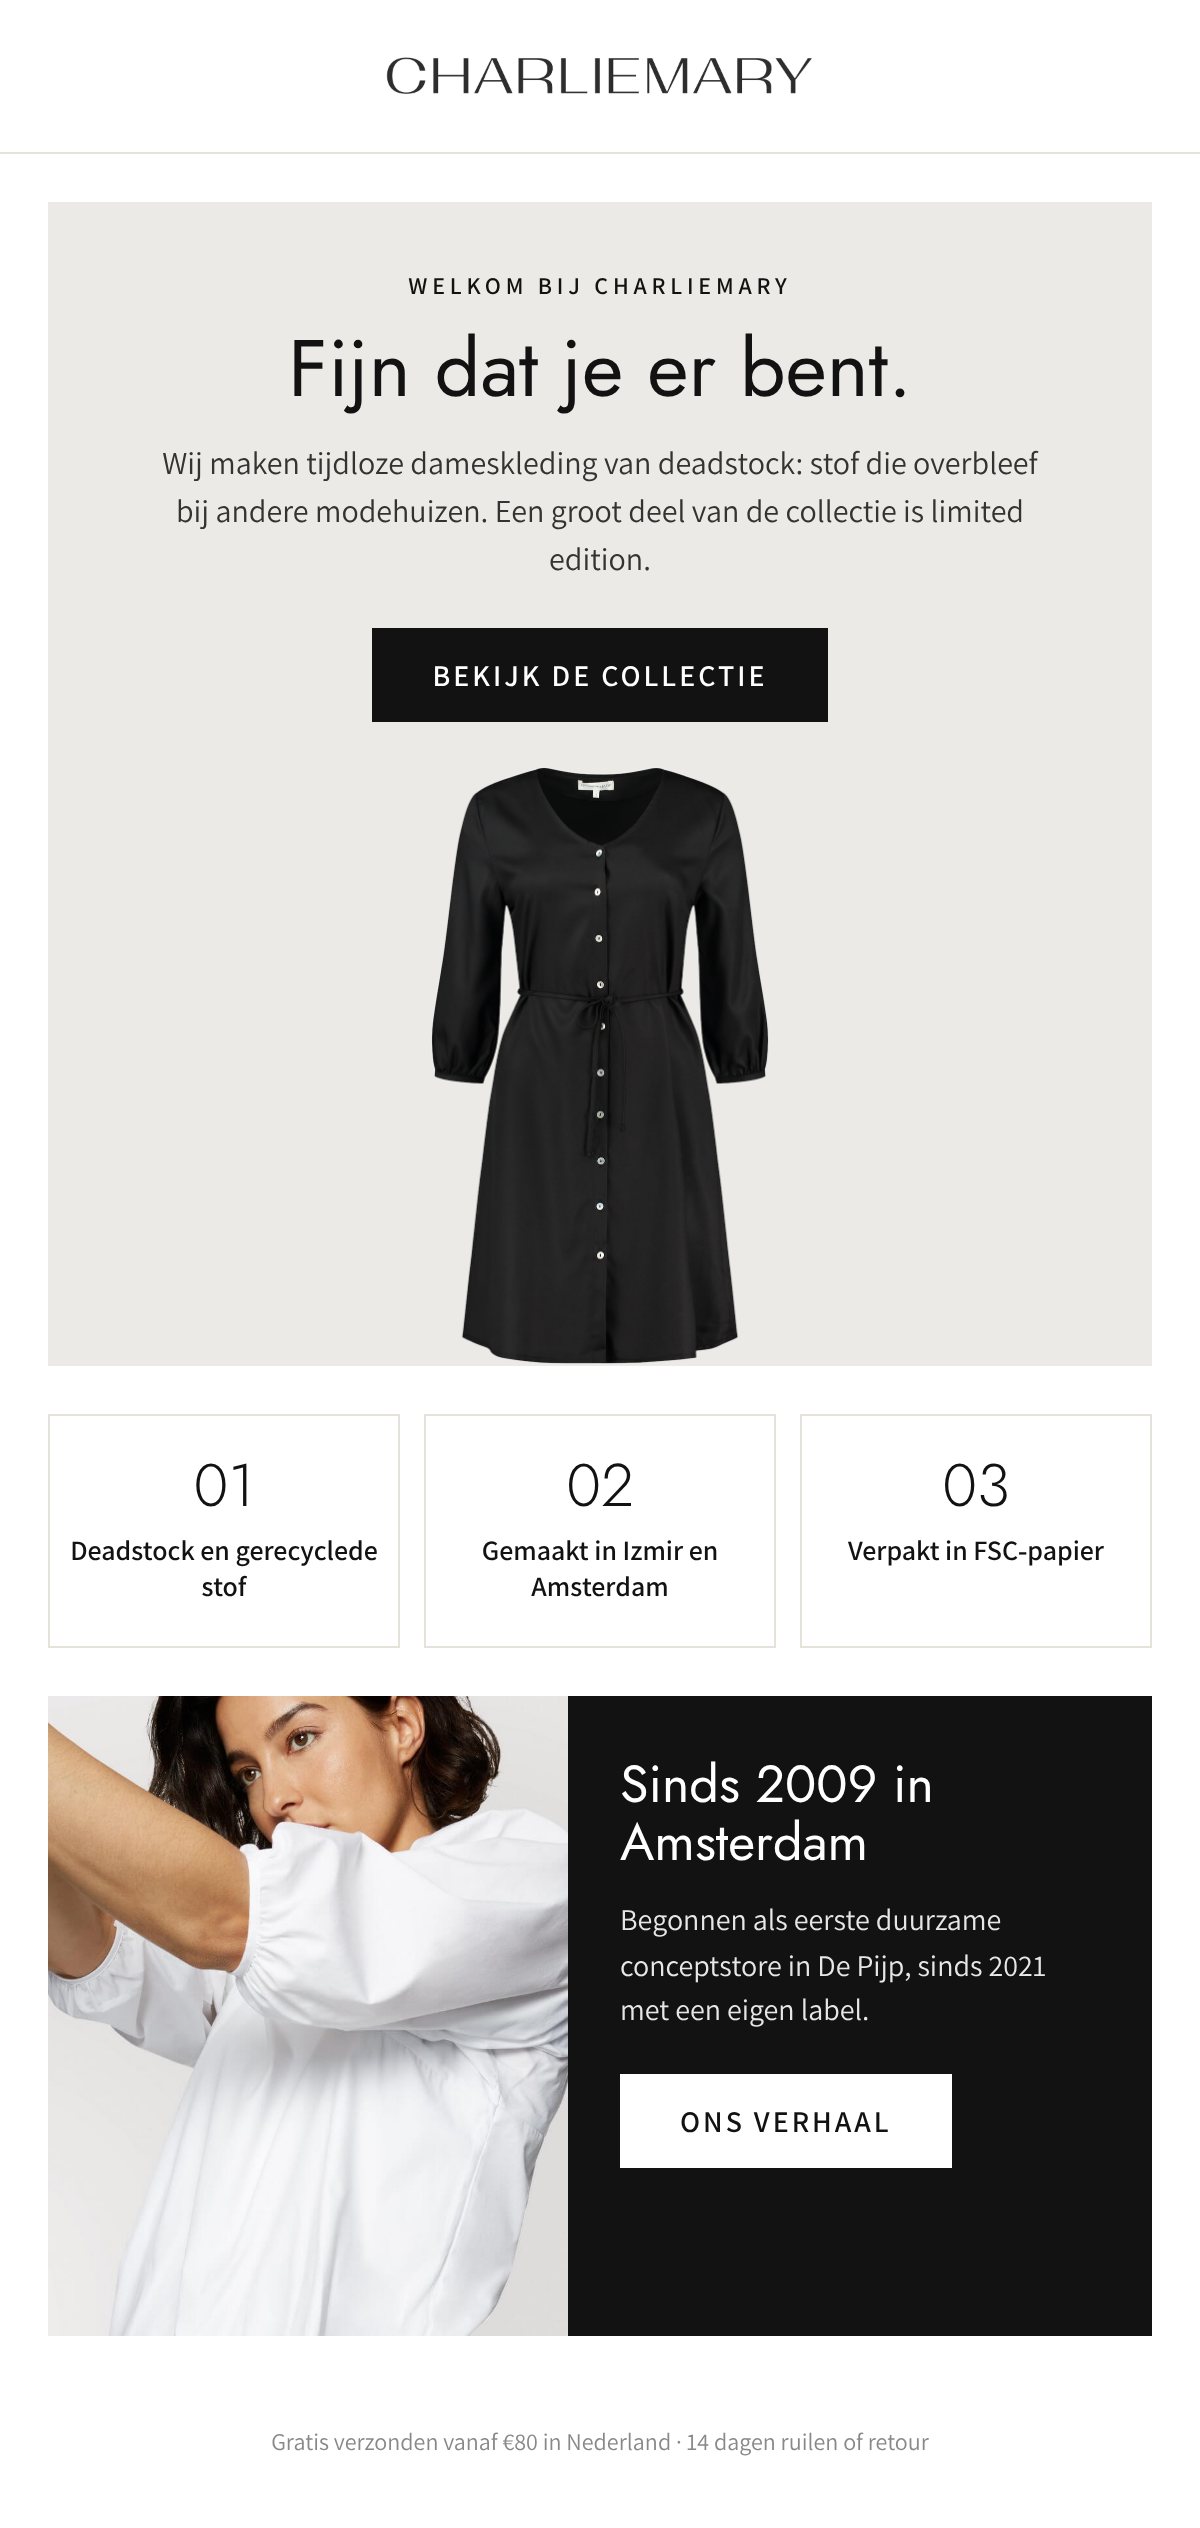 CHARLIEMARY
WELKOM BIJ CHARLIEMARY
Fijn dat je er bent.
Wij maken tijdloze dameskleding van deadstock: stof die overbleef
bij andere modehuizen. Een groot deel van de collectie is limited
edition.
BEKIJK DE COLLECTIE
01
Deadstock en gerecyclede
stof
02
Gemaakt in Izmir en
Amsterdam
03
Verpakt in FSC-papier
Sinds 2009 in
Amsterdam
Begonnen als eerste duurzame
conceptstore in De Pijp, sinds 2021
met een eigen label.
ONS VERHAAL
Gratis verzonden vanaf €80 in Nederland · 14 dagen ruilen of retour